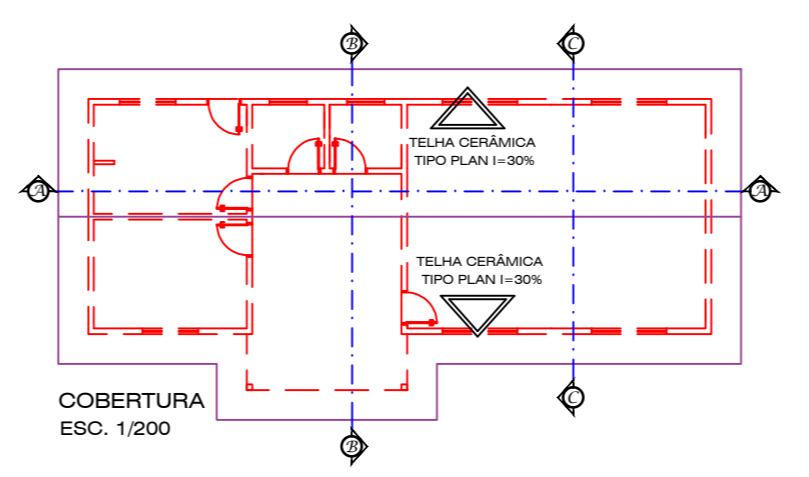 B C
TELHA CERÂMICA
TIPO PLAN I=30%
A A
TELHA CERÂMICA
TIPO PLAN I=30%
C
COBERTURA
ESC. 1/200
B